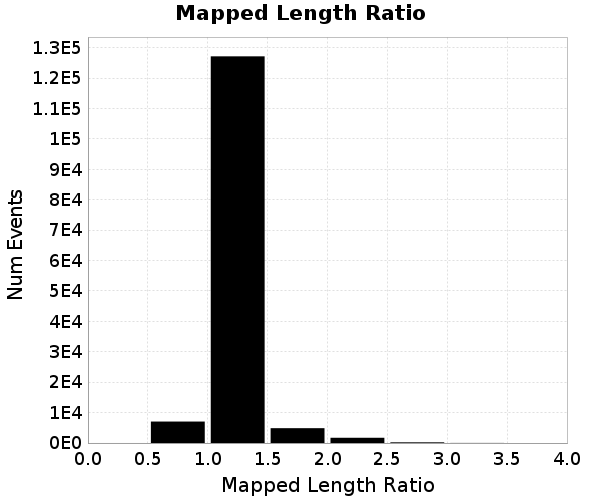 Mapped Length Ratio
1.3E5
1.2E5
1.1E5
1E5
9E4
8E4
7E4
6E4
5E4
4E4
3E4
2E4
1E4
0E0
Num Events
0.0 0.5 1.0 1.5 2.0 2.5 3.0 3.5 4.0
Mapped Length Ratio